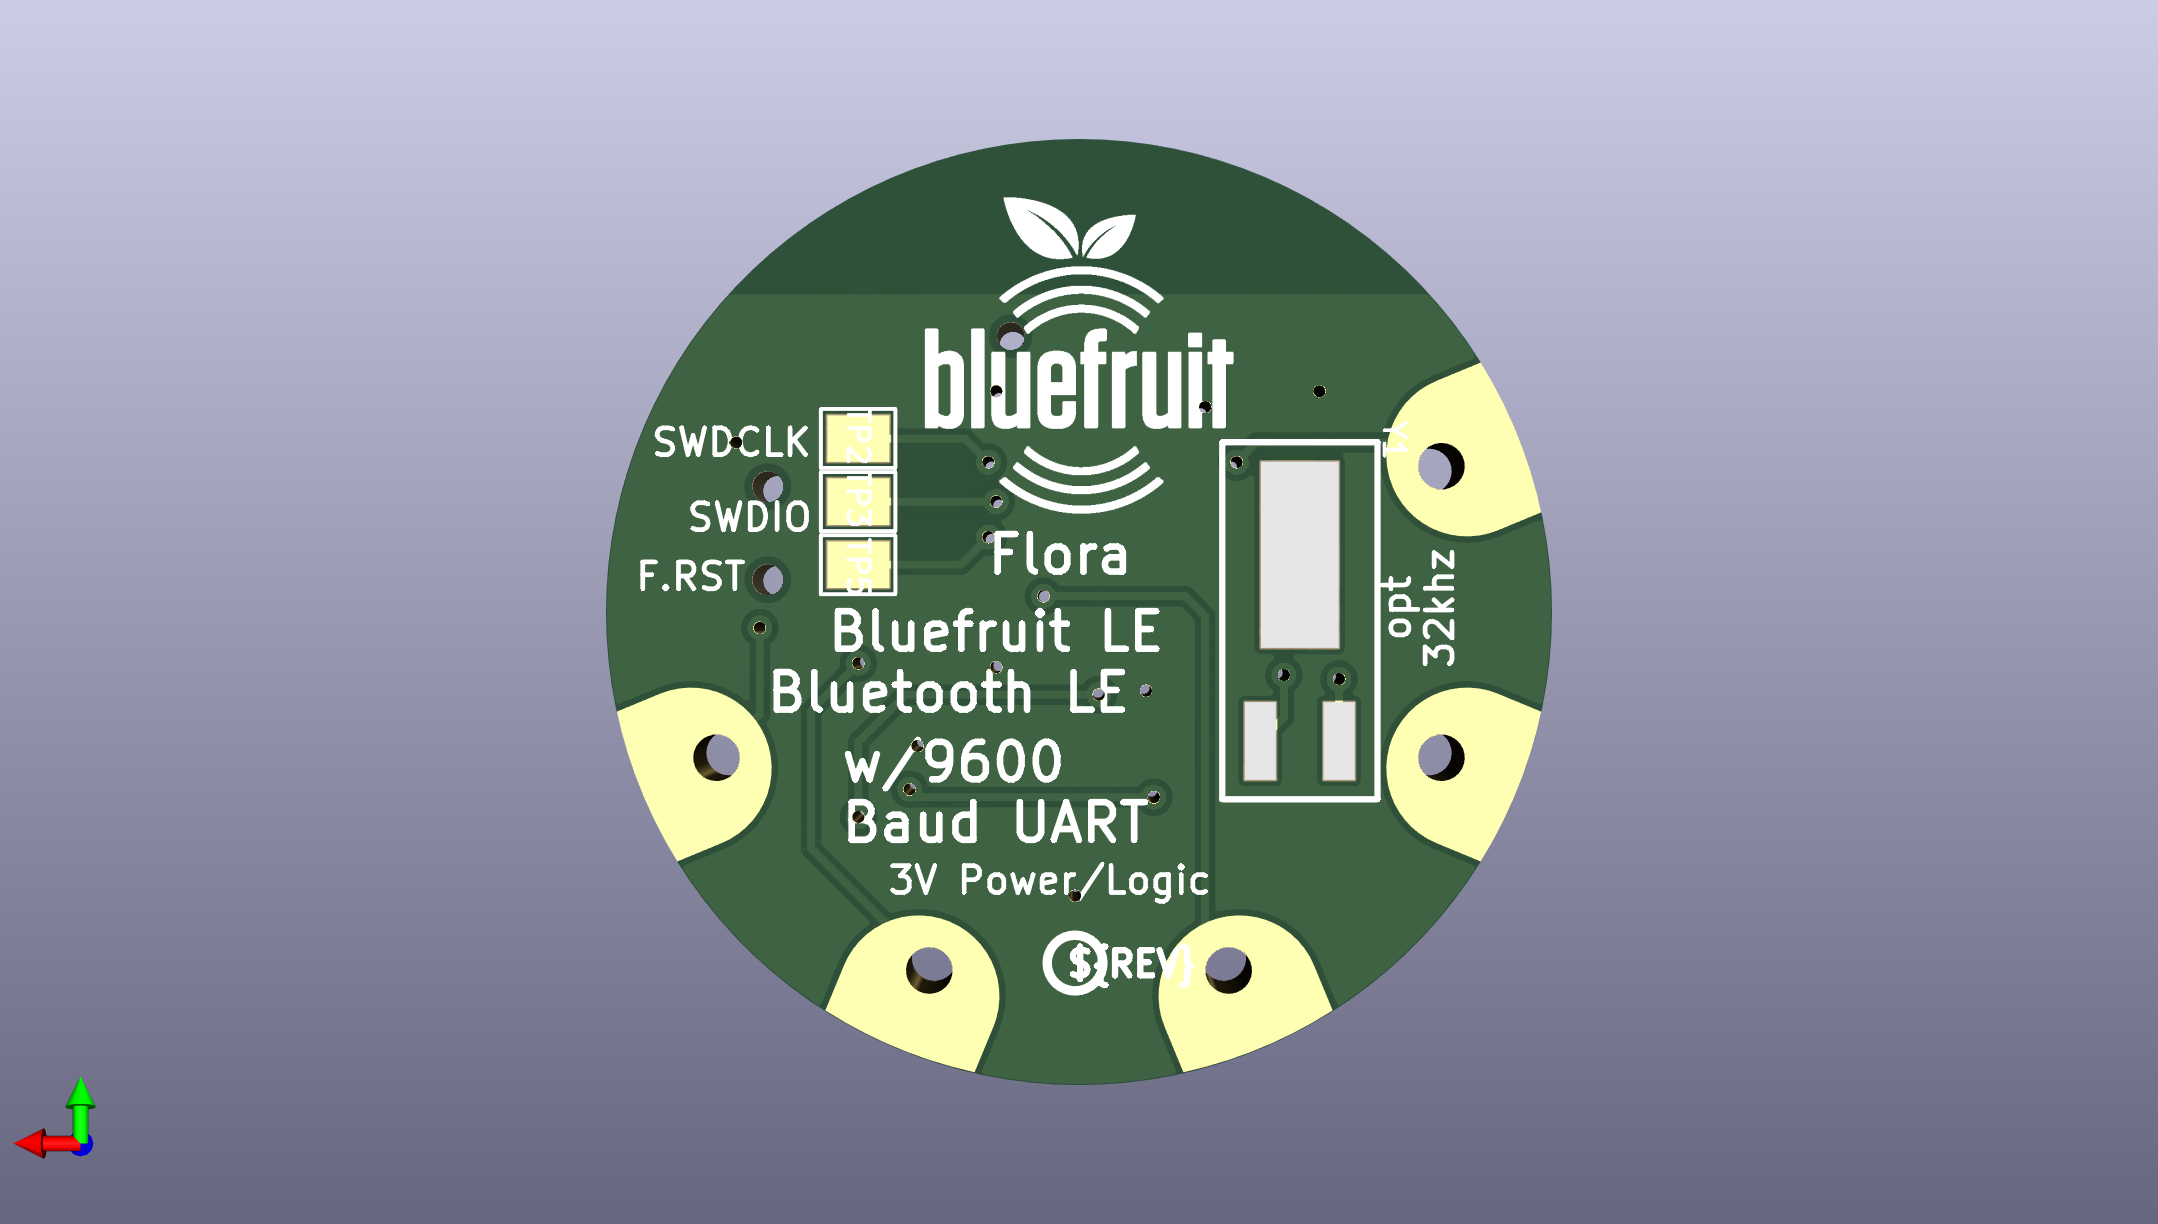 bluefruit
SWDCLK
TP2
SWDIO
TP3
F.RST
TP5
Y1
opt
32khz
Flora
Bluefruit LE
Bluetooth LE
w/9600
Baud UART
3V Power/Logic
${REV}